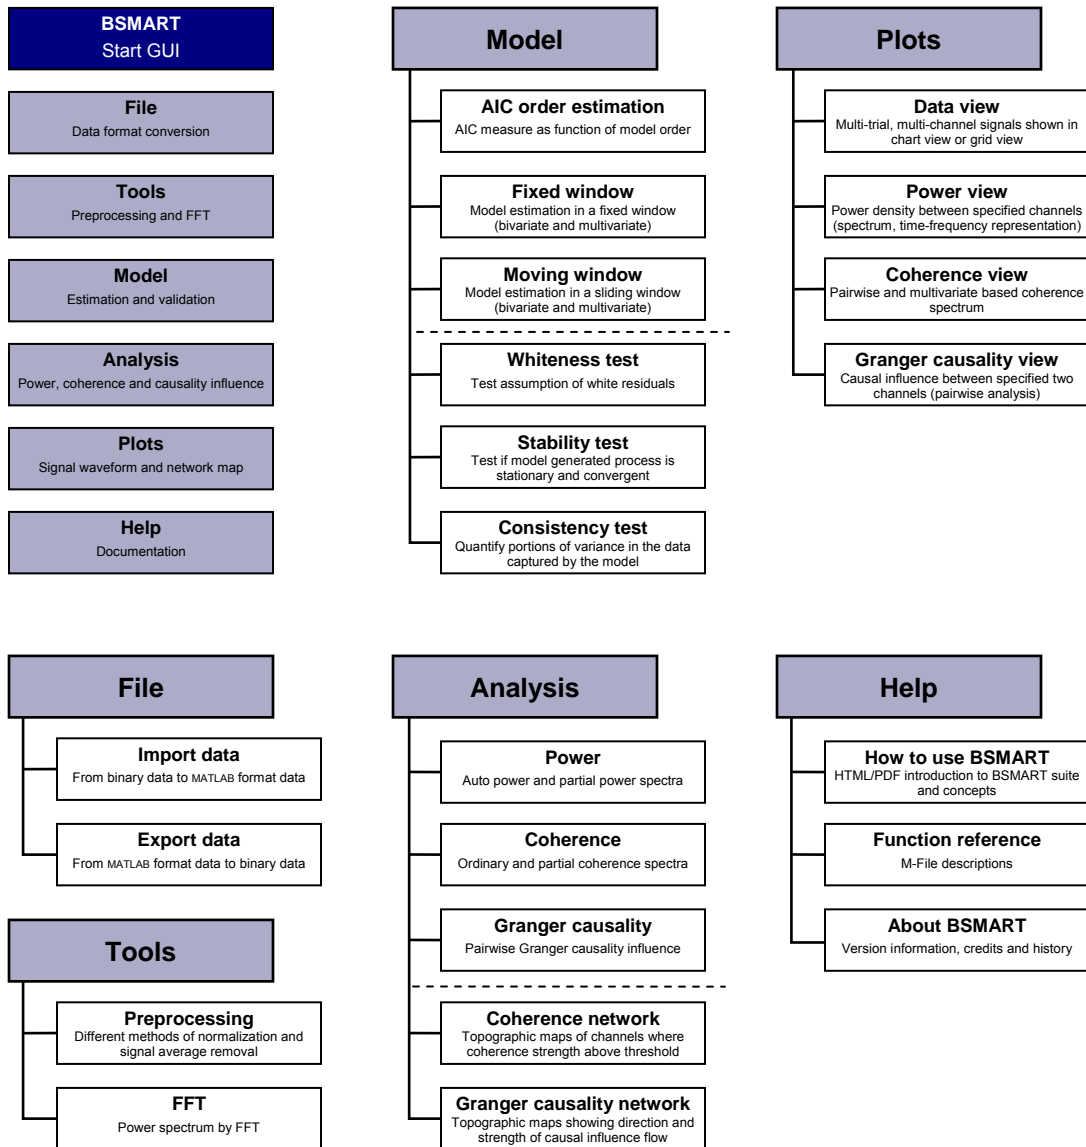 BSMART
Start GUI
File
Data format conversion
Tools
Preprocessing and FFT
Model
Estimation and validation
Analysis
Power, coherence and causality influence
Plots
Signal waveform and network map
Help
Documentation
Model
AIC order estimation
AIC measure as function of model order
Fixed window
Model estimation in a fixed window
(bivariate and multivariate)
Moving window
Model estimation in a sliding window
(bivariate and multivariate)
Whiteness test
Test assumption of white residuals
Stability test
Test if model generated process is
stationary and convergent
Consistency test
Quantify portions of variance in the data
captured by the model
Plots
Data view
Multi-trial, multi-channel signals shown in
chart view or grid view
Power view
Power density between specified channels
(spectrum, time-frequency representation)
Coherence view
Pairwise and multivariate based coherence
spectrum
Granger causality view
Causal influence between specified two
channels (pairwise analysis)
File
Import data
From binary data to MATLAB format data
Export data
From MATLAB format data to binary data
Tools
Preprocessing
Different methods of normalization and
signal average removal
FFT
Power spectrum by FFT
Analysis
Power
Auto power and partial power spectra
Coherence
Ordinary and partial coherence spectra
Granger causality
Pairwise Granger causality influence
Coherence network
Topographic maps of channels where
coherence strength above threshold
Granger causality network
Topographic maps showing direction and
strength of causal influence flow
Help
How to use BSMART
HTML/PDF introduction to BSMART suite
and concepts
Function reference
M-File descriptions
About BSMART
Version information, credits and history